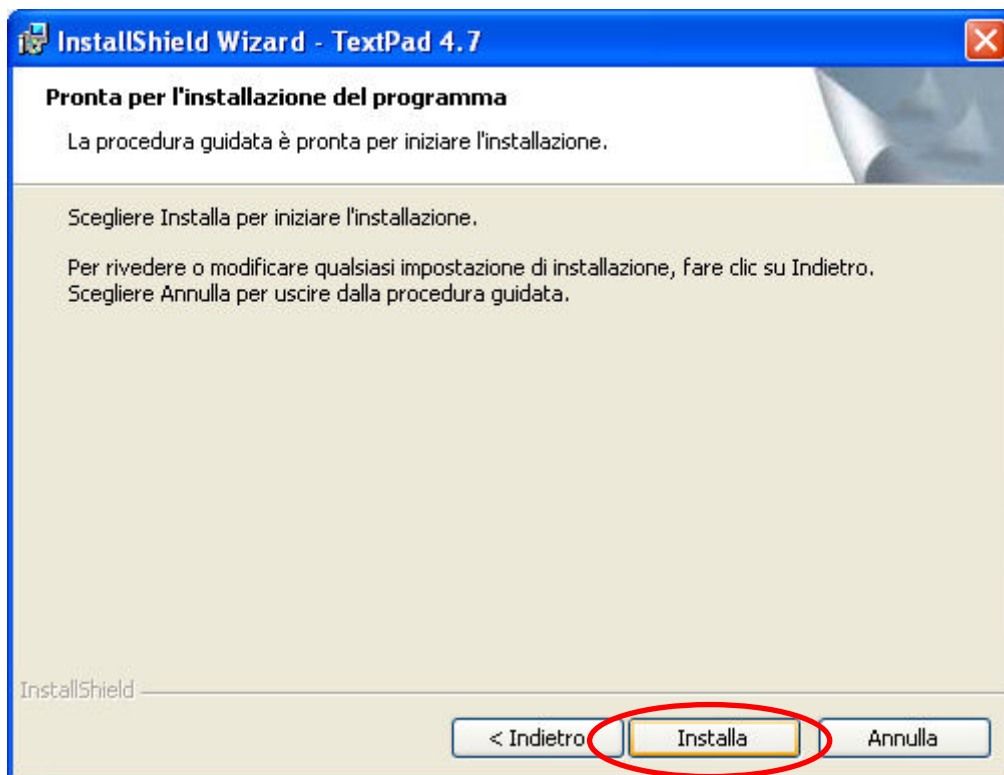 InstallShield Wizard - TextPad 4.7
Pronta per l'installazione del programma
La procedura guidata è pronta per iniziare l'installazione.
Scegliere Installa per iniziare l'installazione.
Per rivedere o modificare qualsiasi impostazione di installazione, fare clic su Indietro.
Scegliere Annulla per uscire dalla procedura guidata.
InstallShield
< Indietro Installa Annulla